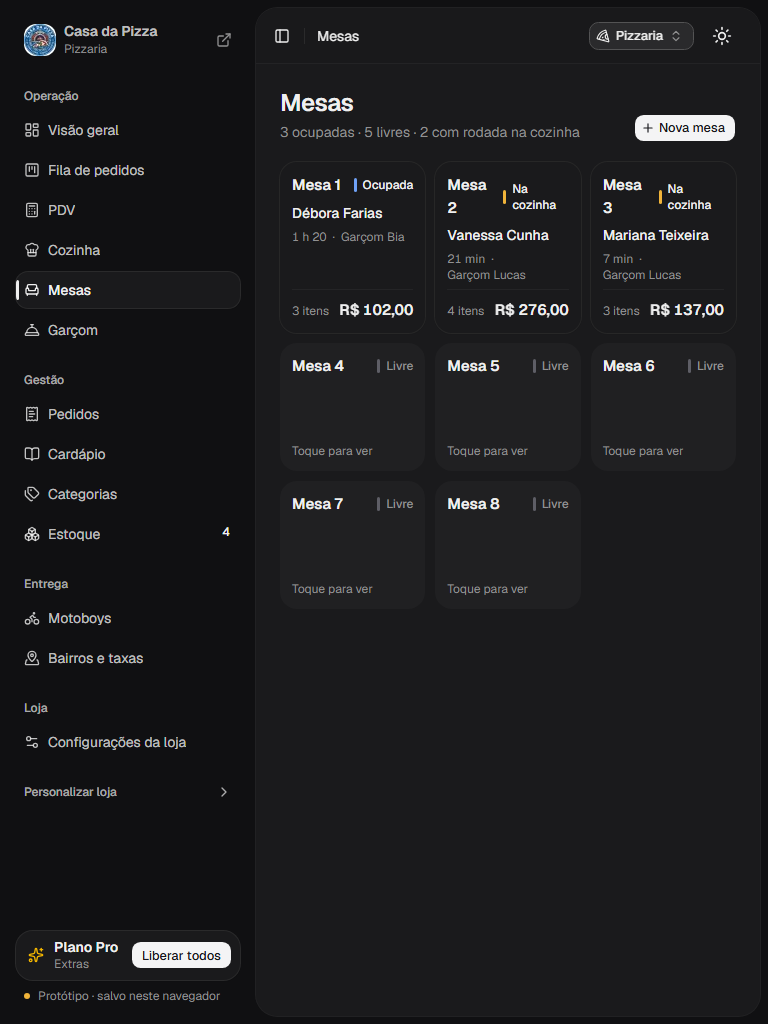 Casa da Pizza
Pizzaria
Operação
Visão geral
Fila de pedidos
PDV
Cozinha
Mesas
Garçom
Gestão
Pedidos
Cardápio
Categorias
Estoque 4
Entrega
Motoboys
Bairros e taxas
Loja
Configurações da loja
Personalizar loja
Plano Pro
Extras
Liberar todos
Protótipo · salvo neste navegador
Mesas
Pizzaria
Mesas
3 ocupadas · 5 livres · 2 com rodada na cozinha
Nova mesa
Mesa 1
Ocupada
Débora Farias
1 h 20 · Garçom Bia
3 itens R$ 102,00
Mesa
2
Na
cozinha
Vanessa Cunha
21 min ·
Garçom Lucas
4 itens R$ 276,00
Mesa
3
Na
cozinha
Mariana Teixeira
7 min ·
Garçom Lucas
3 itens R$ 137,00
Mesa 4 Livre
Toque para ver
Mesa 5 Livre
Toque para ver
Mesa 6 Livre
Toque para ver
Mesa 7 Livre
Toque para ver
Mesa 8 Livre
Toque para ver